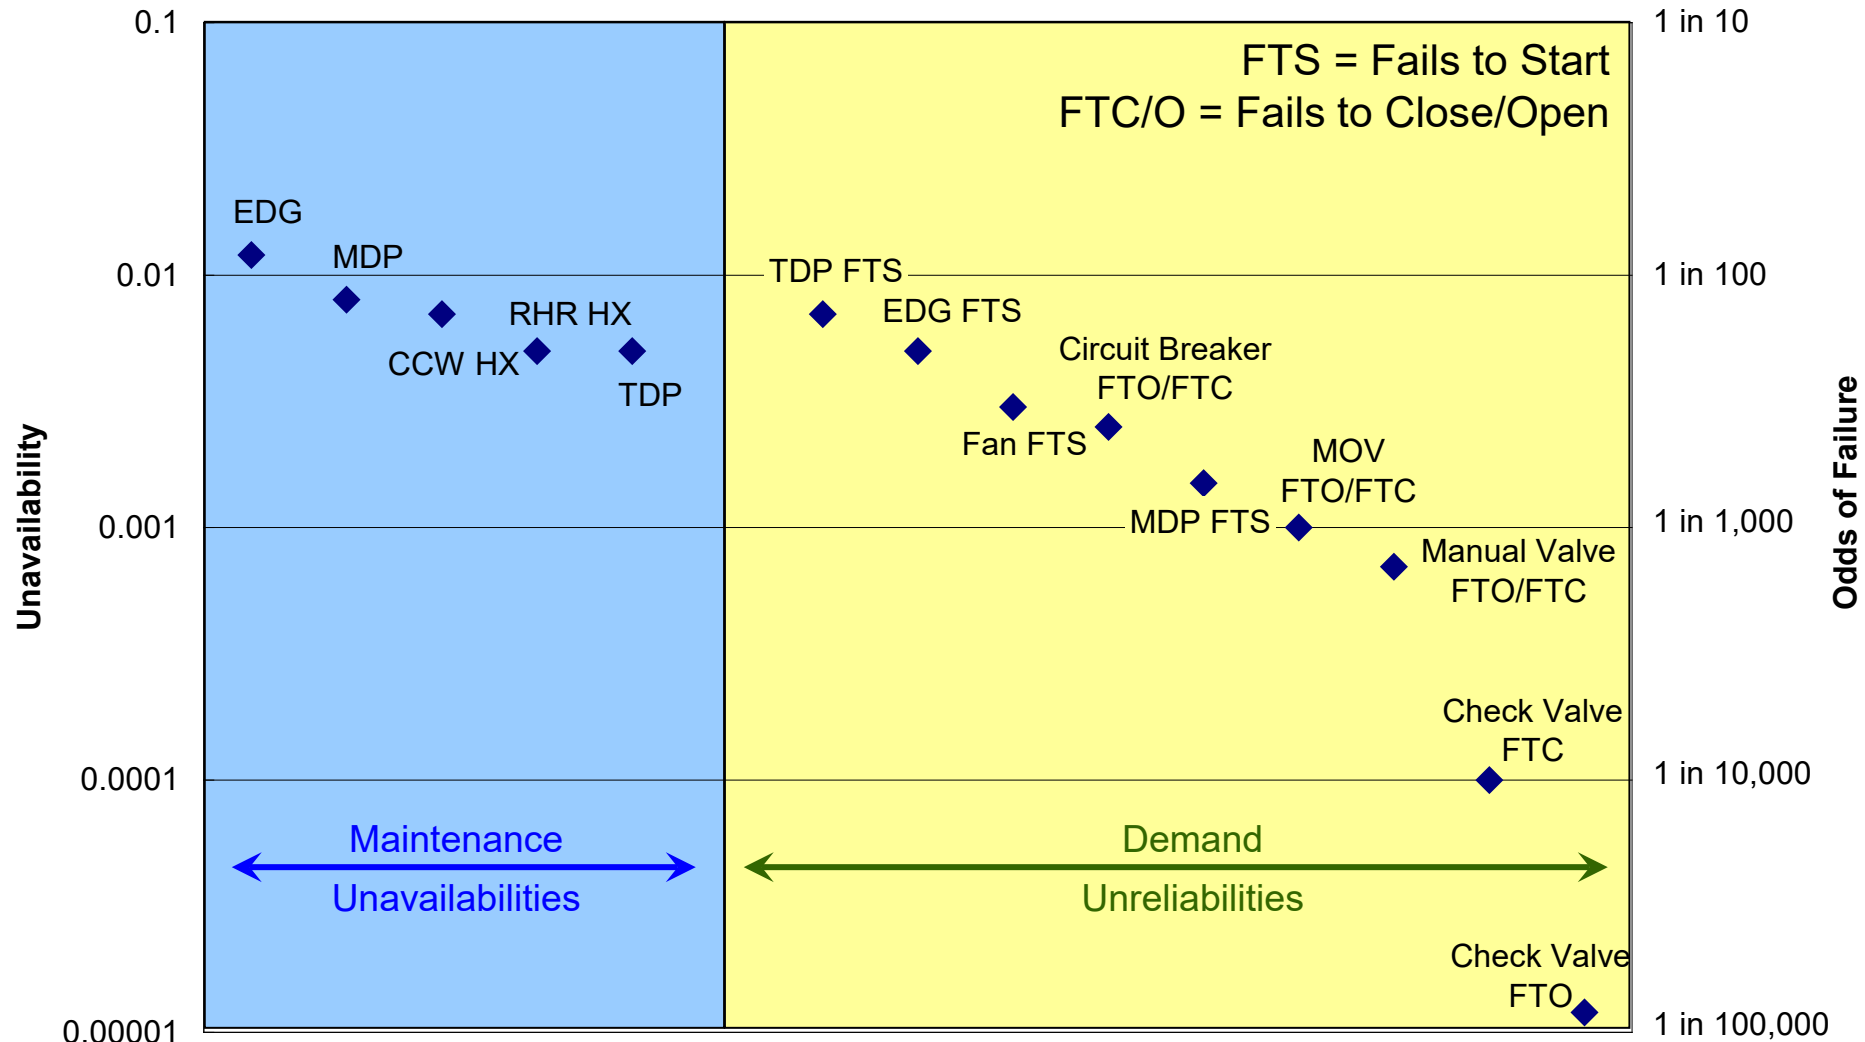 0.1
0.01
0.001
0.0001
0.00001
Unavailability
FTS = Fails to Start
FTC/O = Fails to Close/Open
EDG
MDP
CCW HX
RHR HX
TDP
TDP FTS
EDG FTS
Fan FTS
Circuit Breaker
FTO/FTC
MDP FTS
MOV
FTO/FTC
Manual Valve
FTO/FTC
Check Valve
FTC
Check Valve
FTO
Maintenance
Unavailabilities
Demand
Unreliabilities
1 in 10
1 in 100
1 in 1,000
1 in 10,000
1 in 100,000
Odds of Failure